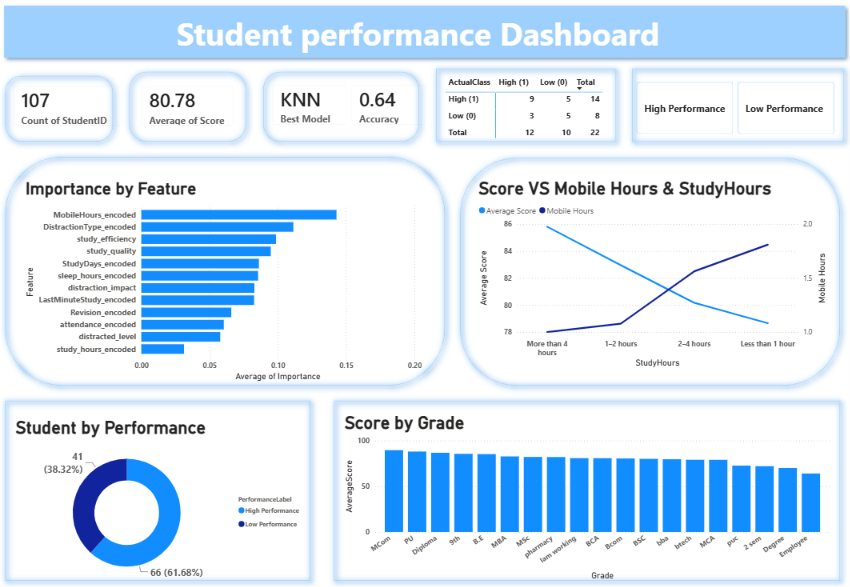 Student performance Dashboard
107
Count of StudentID
80.78
Average of Score
KNN
Best Model
0.64
Accuracy
ActualClass High (1) Low (0) Total
High (1) 9 5 14
Low (0) 3 5 8
Total 12 10 22
High Performance
Low Performance
Importance by Feature
Feature
MobileHours_encoded
DistractionType_encoded
study_efficiency
study_quality
StudyDays_encoded
sleep_hours_encoded
distraction_impact
LastMinuteStudy_encoded
Revision_encoded
attendance_encoded
distracted_level
study_hours_encoded
0.00 0.05 0.10 0.15 0.20
Average of Importance
Score VS Mobile Hours & StudyHours
Average Score Mobile Hours
Average Score
86
84
82
80
78
2.0
1.5
1.0
Mobile Hours
More than 4 hours
1–2 hours
2–4 hours
Less than 1 hour
StudyHours
Student by Performance
41
(38.32%)
66 (61.68%)
PerformanceLabel
High Performance
Low Performance
Score by Grade
AverageScore
100
50
0
MCom
PU
Diploma
9th
B.E
MBA
MSc
pharmacy
Iam working
BCA
Bcom
BSC
bba
btech
MCA
puc
2 sem
Degree
Employee
Grade